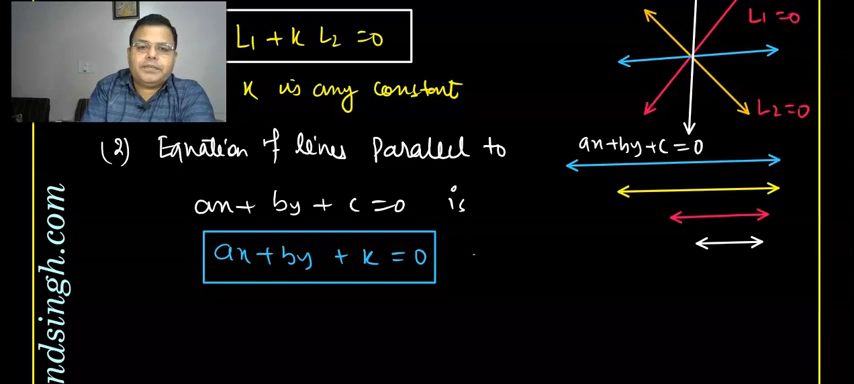 L1 + K L2 = 0
L1 = 0
K is any constant
L2 = 0
(2) Equation of lines Parallel to
ax + by + c = 0 is
ax+by+c=0
ax + by + K = 0
ndsingh.com